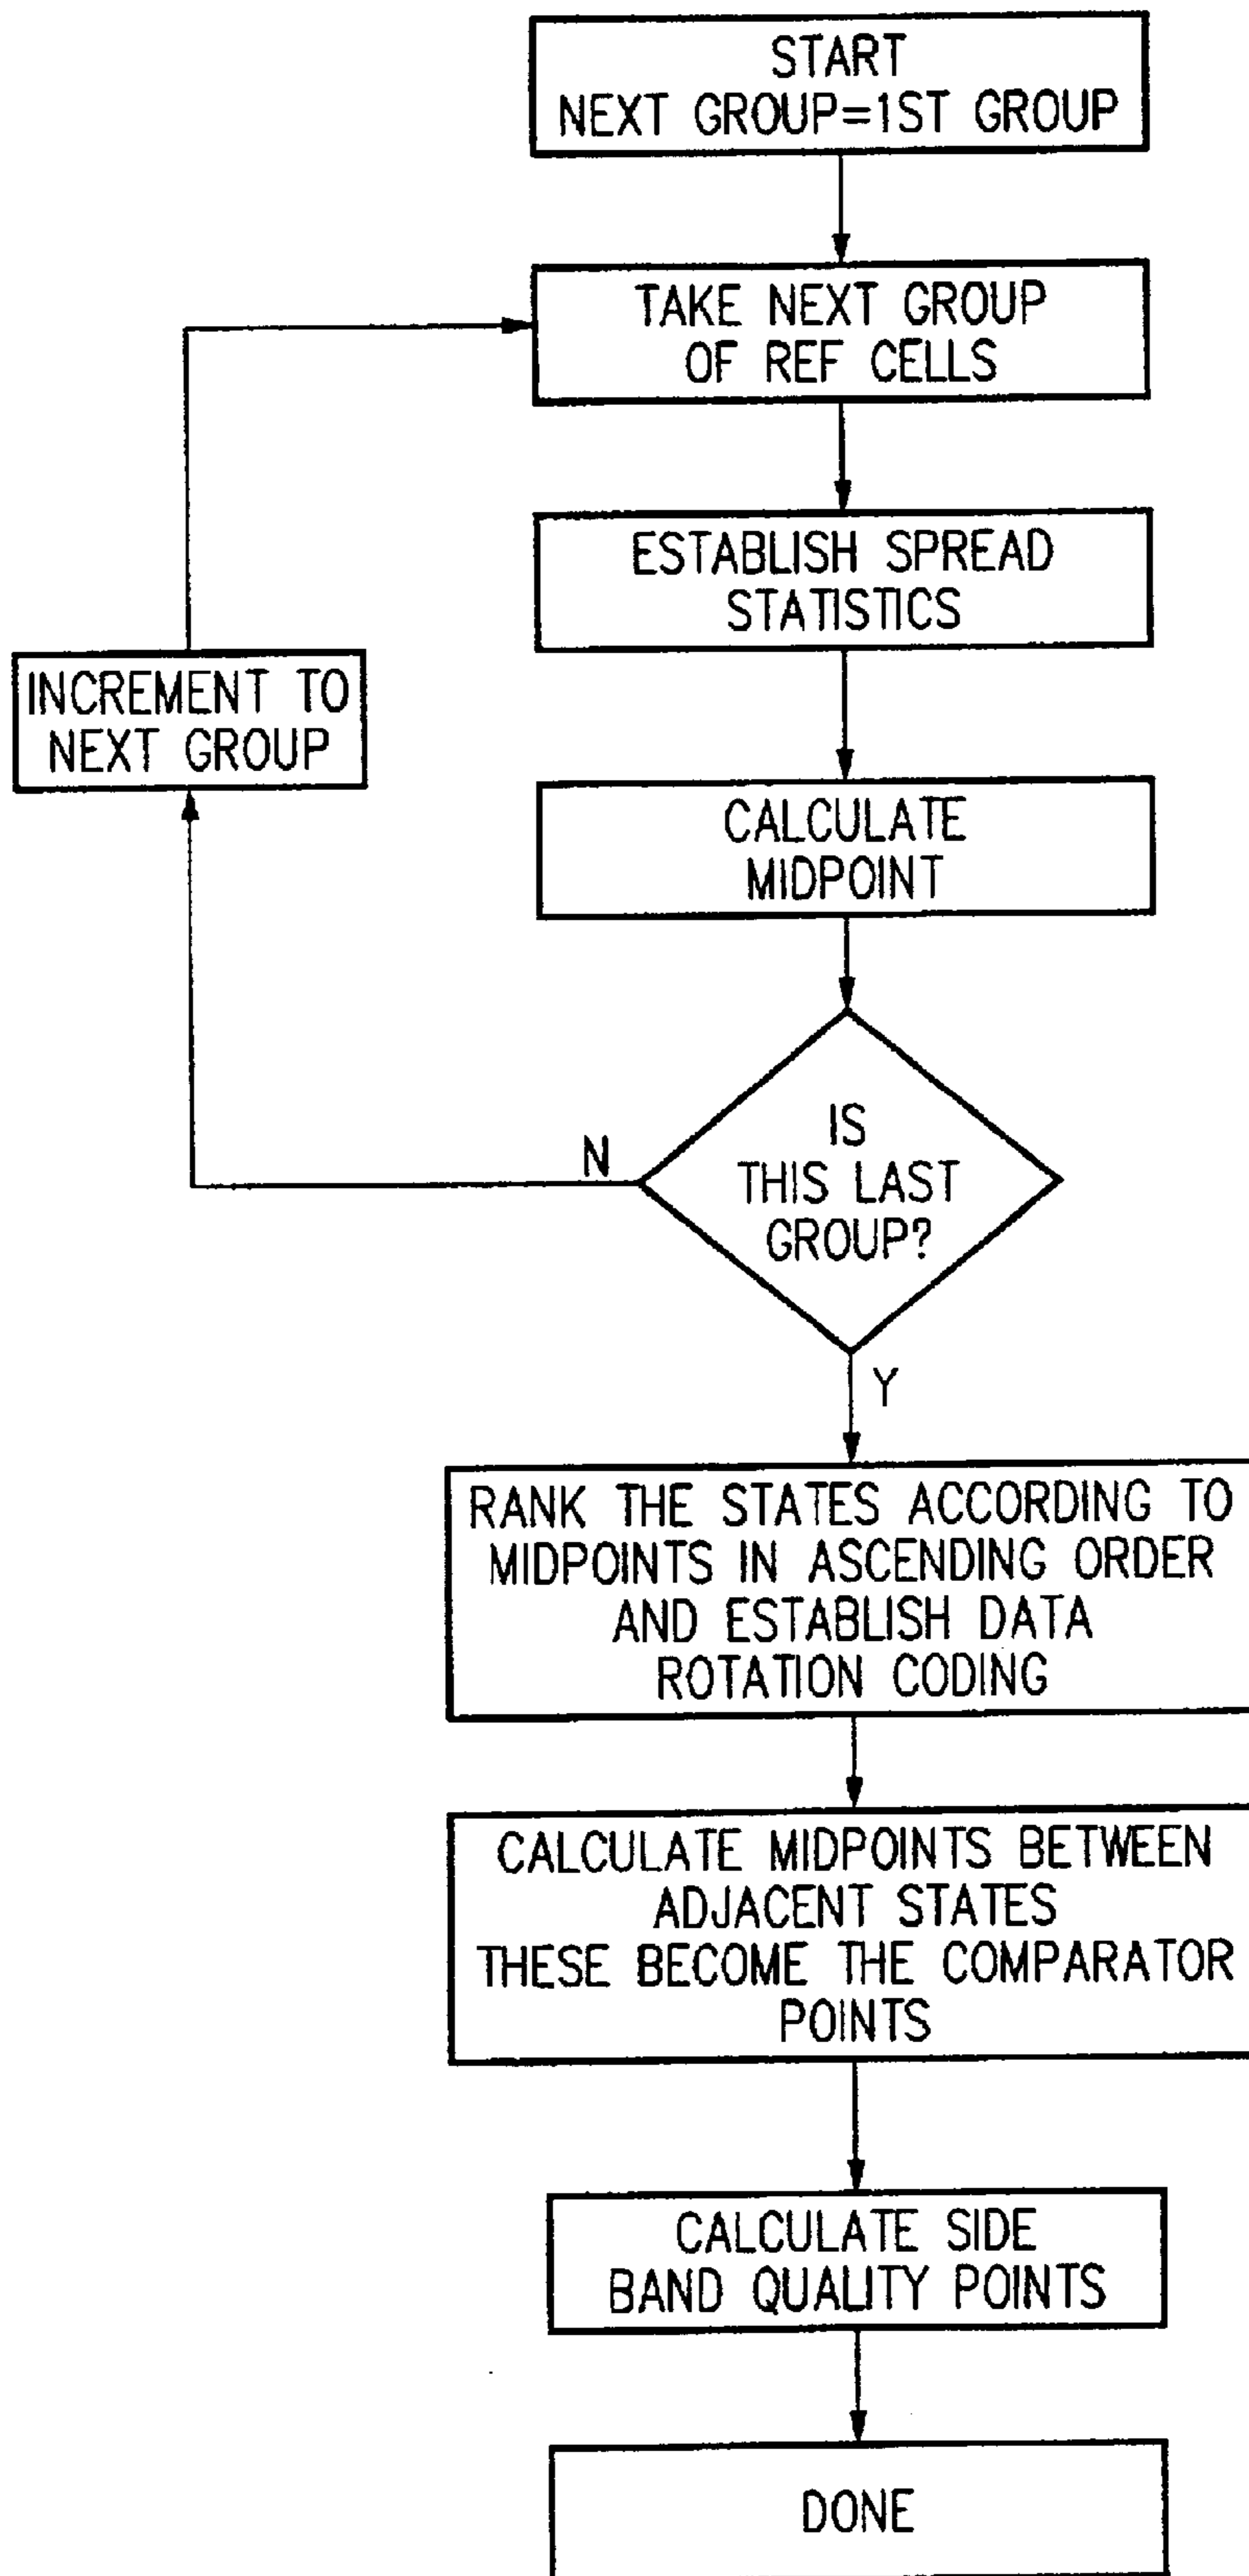 START
NEXT GROUP=1ST GROUP
TAKE NEXT GROUP
OF REF CELLS
ESTABLISH SPREAD
STATISTICS
INCREMENT TO
NEXT GROUP
CALCULATE
MIDPOINT
IS
THIS LAST
GROUP?
N
Y
RANK THE STATES ACCORDING TO
MIDPOINTS IN ASCENDING ORDER
AND ESTABLISH DATA
ROTATION CODING
CALCULATE MIDPOINTS BETWEEN
ADJACENT STATES
THESE BECOME THE COMPARATOR
POINTS
CALCULATE SIDE
BAND QUALITY POINTS
DONE